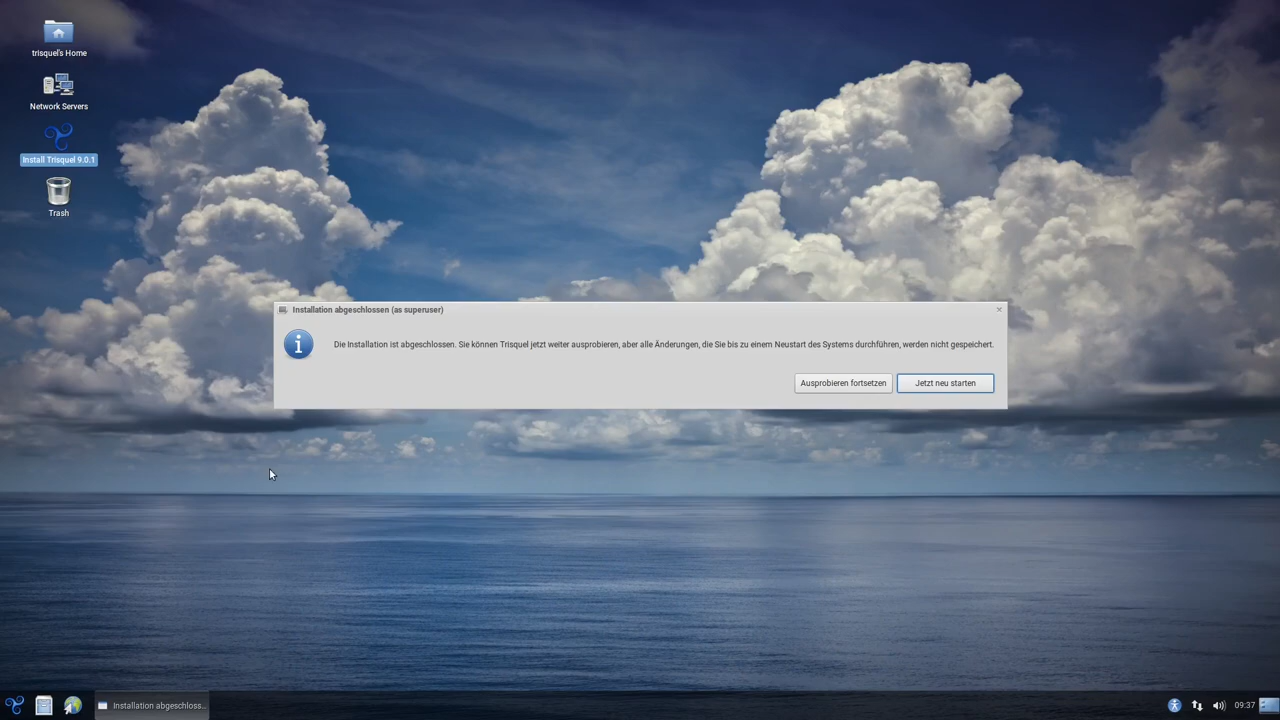 trisquel's Home
Network Servers
Install Trisquel 9.0.1
Trash
Installation abgeschlossen (as superuser)
Die Installation ist abgeschlossen. Sie können Trisquel jetzt weiter ausprobieren, aber alle Änderungen, die Sie bis zu einem Neustart des Systems durchführen, werden nicht gespeichert.
Ausprobieren fortsetzen
Jetzt neu starten
Installation abgeschloss...
09:37